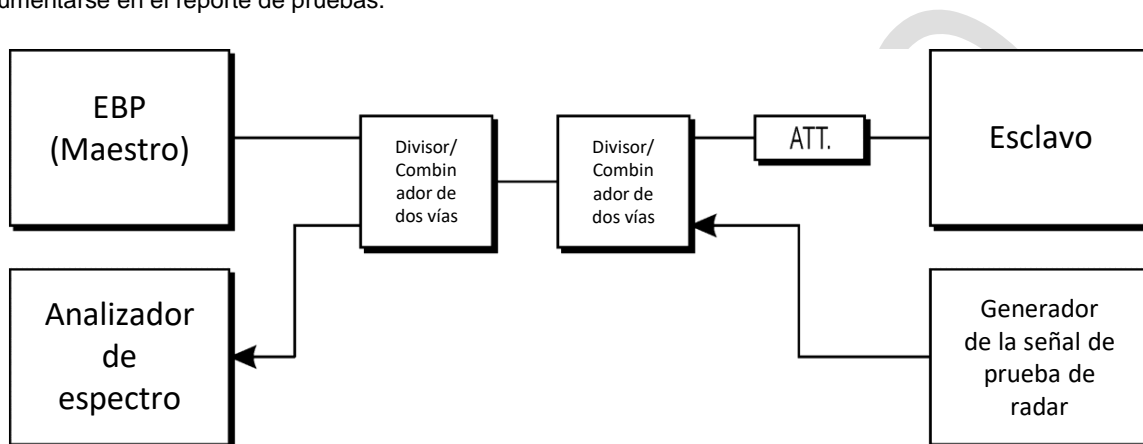 umentarse en el reporte de pruebas.
EBP
(Maestro)
Divisor/
Combin
ador de
dos vías
Divisor/
Combin
ador de
dos vías
ATT.
Esclavo
Analizador
de
espectro
Generador
de la señal de
prueba de
radar